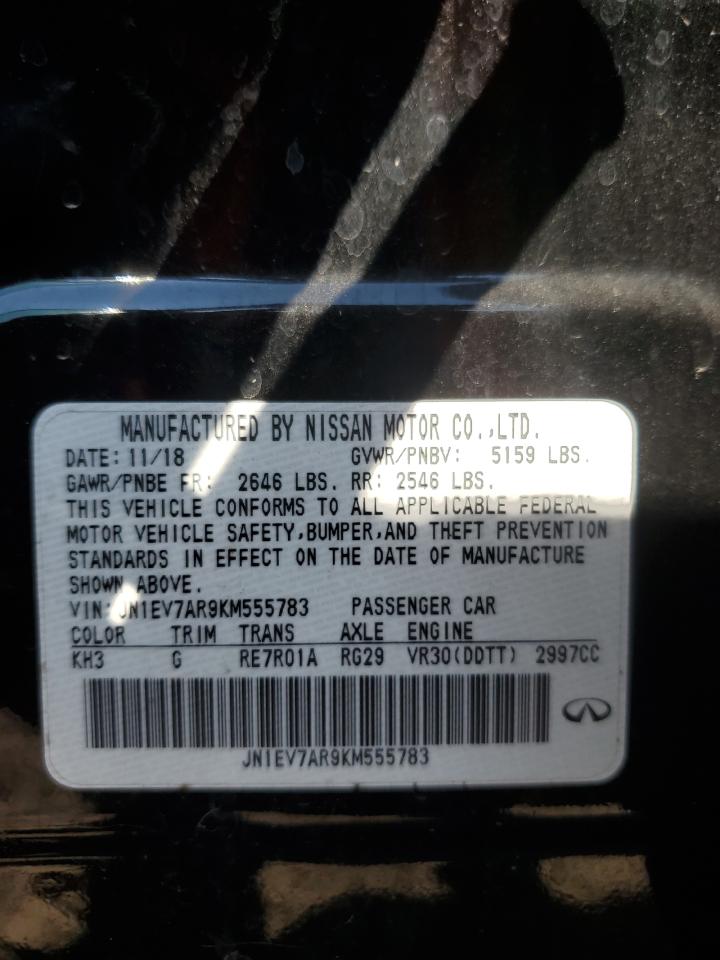 MANUFACTURED BY NISSAN MOTOR CO.,LTD.
DATE: 11/18 GVWR/PNBV: 5159 LBS.
GAWR/PNBE FR: 2646 LBS. RR: 2546 LBS.
THIS VEHICLE CONFORMS TO ALL APPLICABLE FEDERAL
MOTOR VEHICLE SAFETY,BUMPER,AND THEFT PREVENTION
STANDARDS IN EFFECT ON THE DATE OF MANUFACTURE
SHOWN ABOVE.
VIN: JN1EV7AR9KM555783 PASSENGER CAR
COLOR TRIM TRANS AXLE ENGINE
KH3 G RE7R01A RG29 VR30(DDTT) 2997CC
JN1EV7AR9KM555783